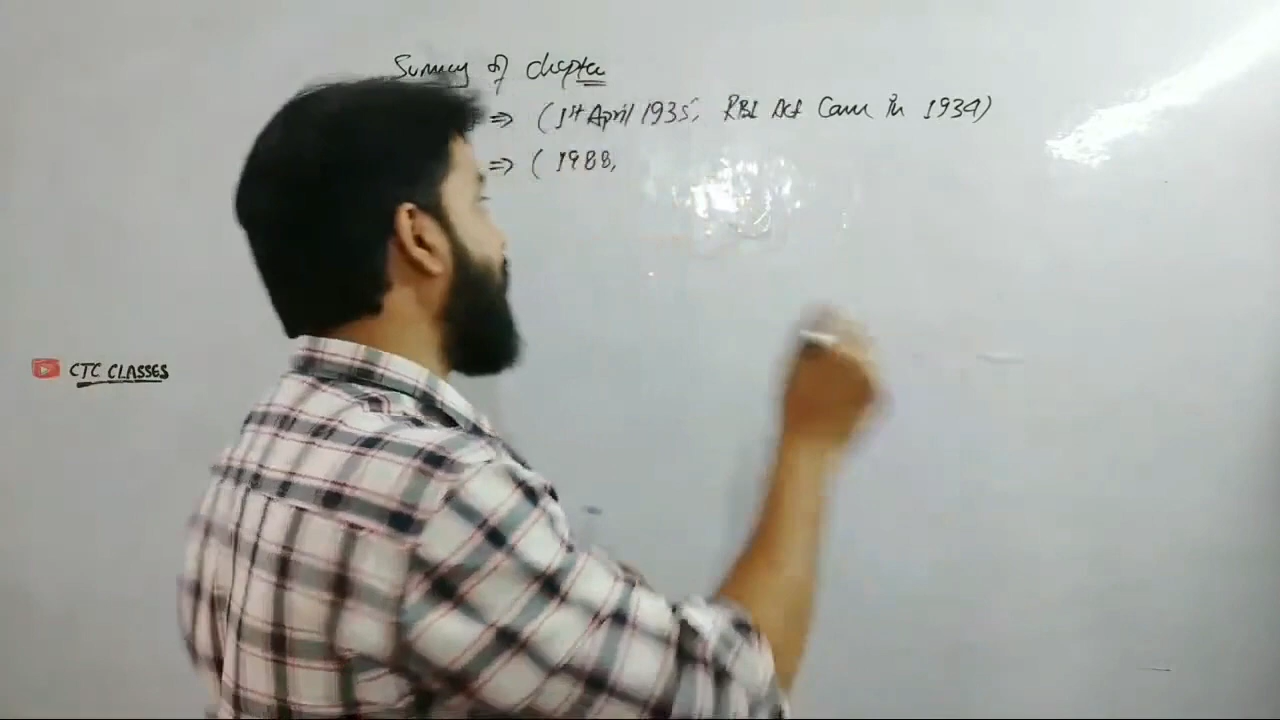 Summary of chapter
⇒ (1st April 1935, RBI Act Came in 1934)
⇒ ( 1988,
CTC CLASSES